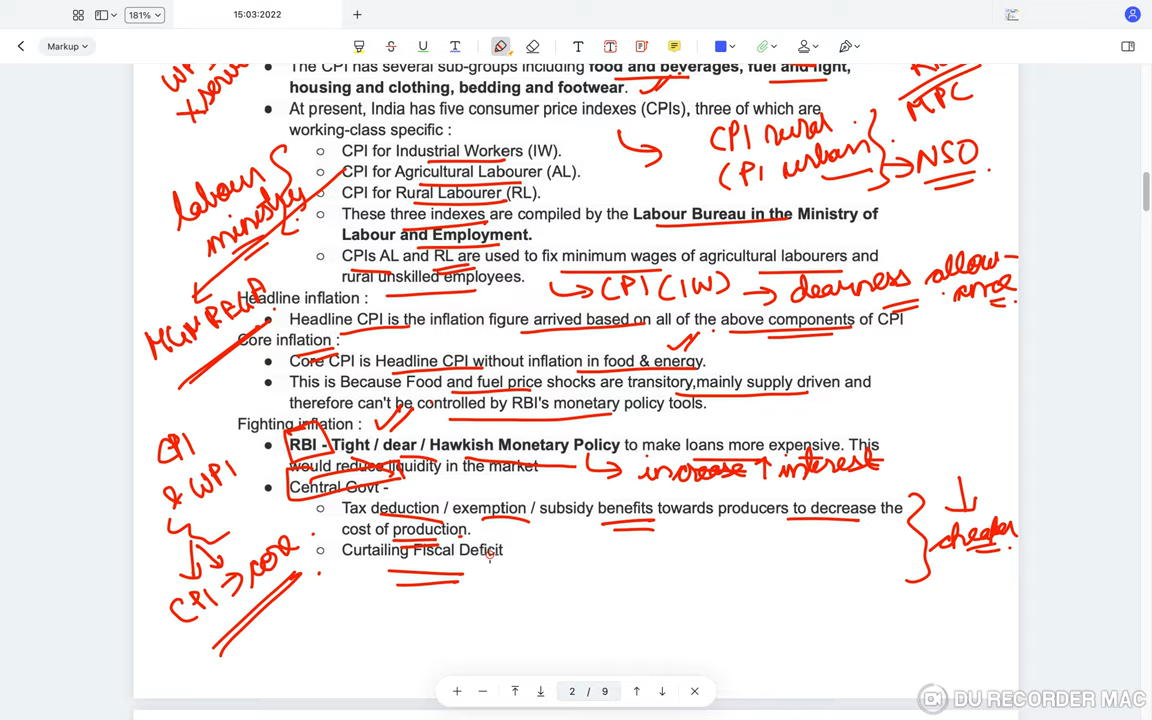 181%
15:03:2022
Markup
WPI
+ serv
The CPI has several sub-groups including food and beverages, fuel and light,
housing and clothing, bedding and footwear.
MPC
At present, India has five consumer price indexes (CPIs), three of which are
working-class specific :
CPI rural
CPI urban
NSO
CPI for Industrial Workers (IW).
CPI for Agricultural Labourer (AL).
CPI for Rural Labourer (RL).
labour
ministry
These three indexes are compiled by the Labour Bureau in the Ministry of
Labour and Employment.
CPIs AL and RL are used to fix minimum wages of agricultural labourers and
rural unskilled employees.
CPI (IW) → dearness allow-
ance
MGNREGA
Headline inflation :
Headline CPI is the inflation figure arrived based on all of the above components of CPI
Core inflation :
Core CPI is Headline CPI without inflation in food & energy.
This is Because Food and fuel price shocks are transitory,mainly supply driven and
therefore can't be controlled by RBI's monetary policy tools.
Fighting inflation :
RBI - Tight / dear / Hawkish Monetary Policy to make loans more expensive. This
would reduce liquidity in the market
increase ↑ interest
CPI
& WPI
CPI → core
Central Govt -
Tax deduction / exemption / subsidy benefits towards producers to decrease the
cost of production.
cheaper
Curtailing Fiscal Deficit
2 / 9
DU RECORDER MAC